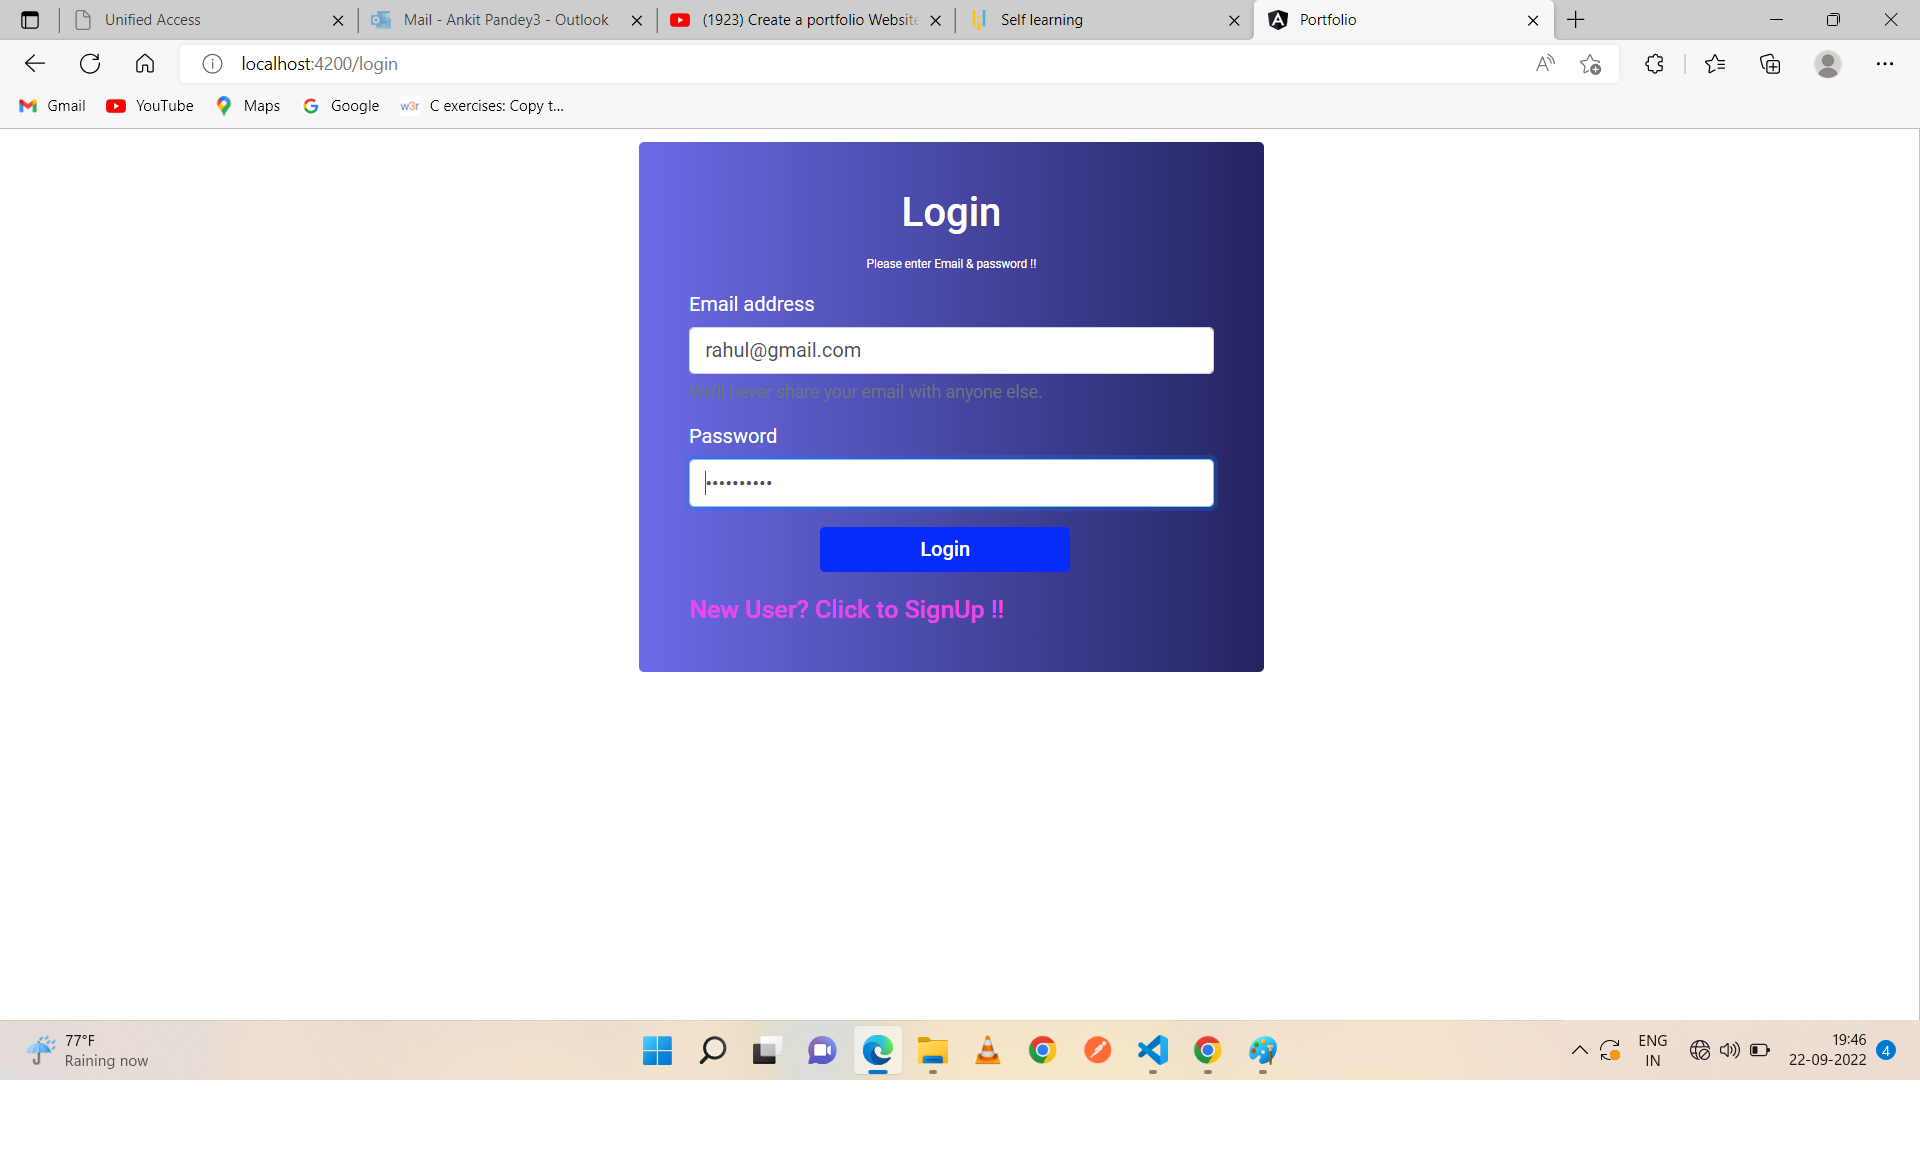 Unified Access
Mail - Ankit Pandey3 - Outlook
(1923) Create a portfolio Website
Self learning
Portfolio
localhost:4200/login
Gmail
YouTube
Maps
Google
w3r C exercises: Copy t...
Login
Please enter Email & password !!
Email address
rahul@gmail.com
We'll never share your email with anyone else.
Password
••••••••••
Login
New User? Click to SignUp !!
77°F
Raining now
ENG
IN
19:46
22-09-2022
4